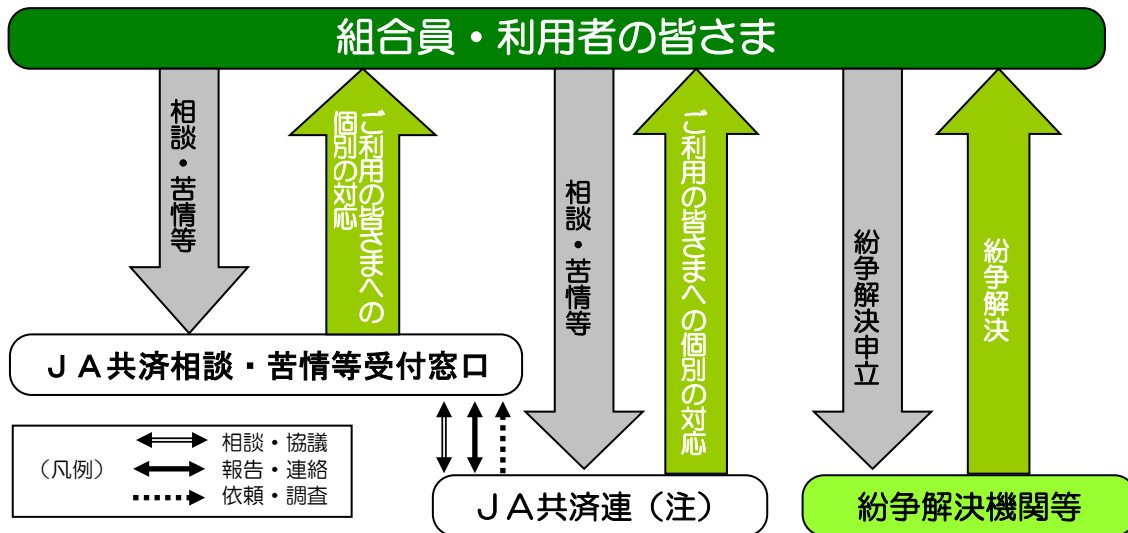 組合員・利用者の皆さま
相談・苦情等
ご利用の皆さまへの
個別の対応
相談・苦情等
ご利用の皆さまへの個別の対応
紛争解決申立
紛争解決
ＪＡ共済相談・苦情等受付窓口
（凡例）
相談・協議
報告・連絡
依頼・調査
ＪＡ共済連（注）
紛争解決機関等